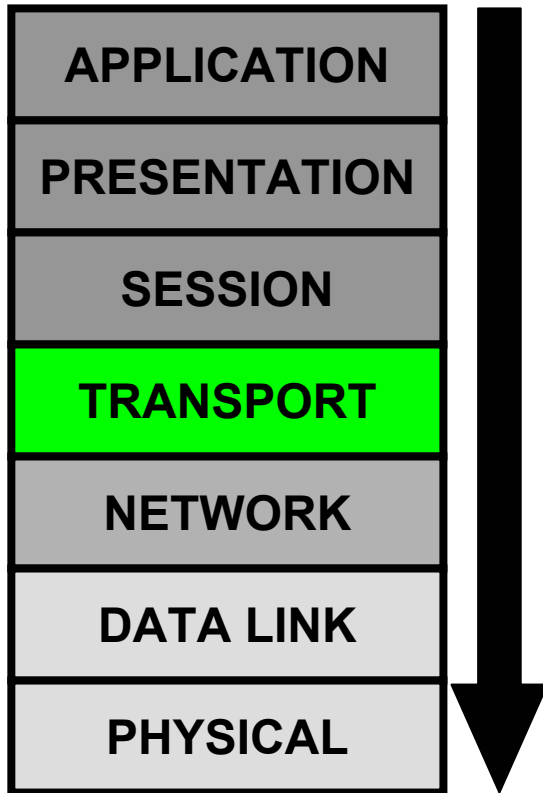 APPLICATION
PRESENTATION
SESSION
TRANSPORT
NETWORK
DATA LINK
PHYSICAL